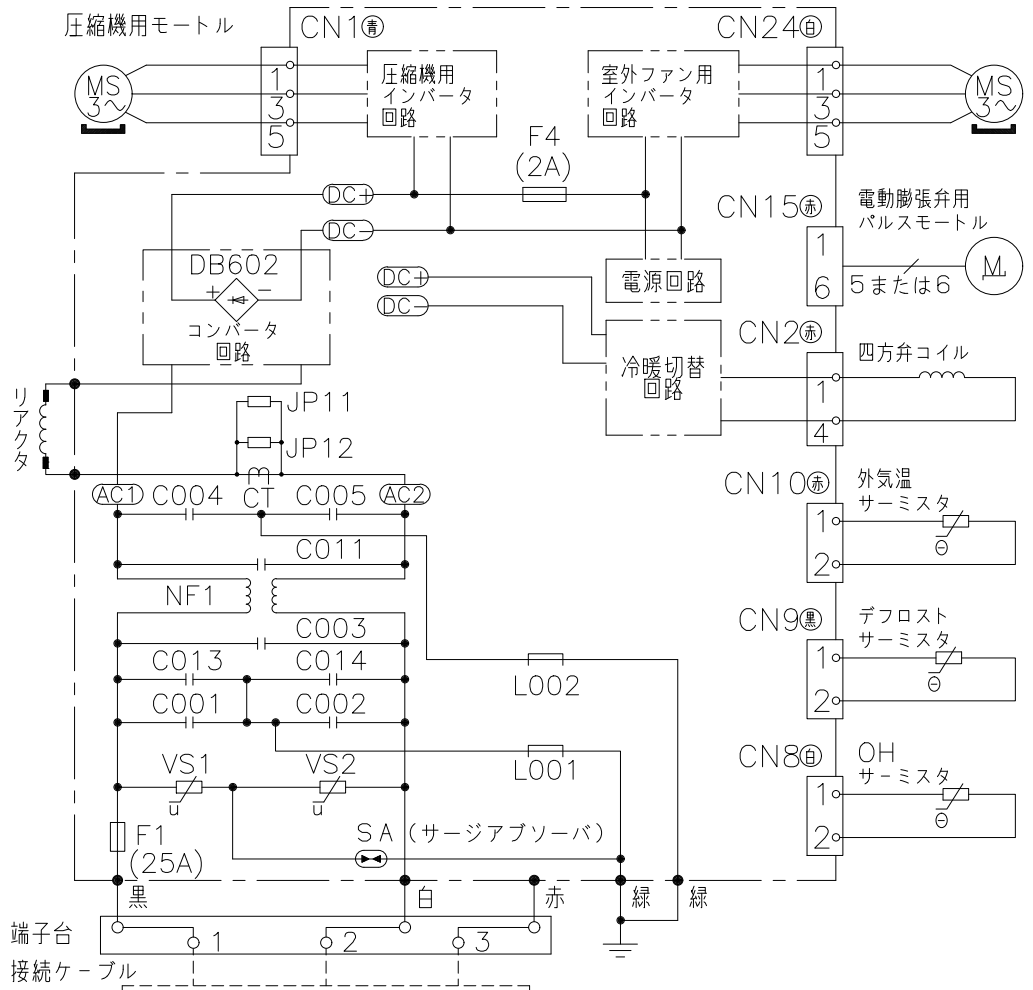 圧縮機用モートル
CN1青
CN24白
MS
3~
1
3
5
圧縮機用
インバータ
回路
室外ファン用
インバータ
回路
1
3
5
MS
3~
F4
(2A)
DC+
DC-
CN15赤
電動膨張弁用
パルスモートル
1
6
5または6
M
DB602
+
-
コンバータ
回路
DC+
DC-
電源回路
CN2赤
冷暖切替
回路
四方弁コイル
1
4
リアクタ
JP11
JP12
CT
AC1
C004
C005
AC2
CN10赤
外気温
サーミスタ
1
2
θ
C011
NF1
C003
CN9黒
デフロスト
サーミスタ
1
2
θ
C013
C014
L002
C001
C002
L001
CN8白
OH
サーミスタ
1
2
θ
VS1
u
VS2
u
F1
(25A)
SA (サージアブソーバ)
黒
白
赤
緑
緑
端子台
1
2
3
接続ケーブル